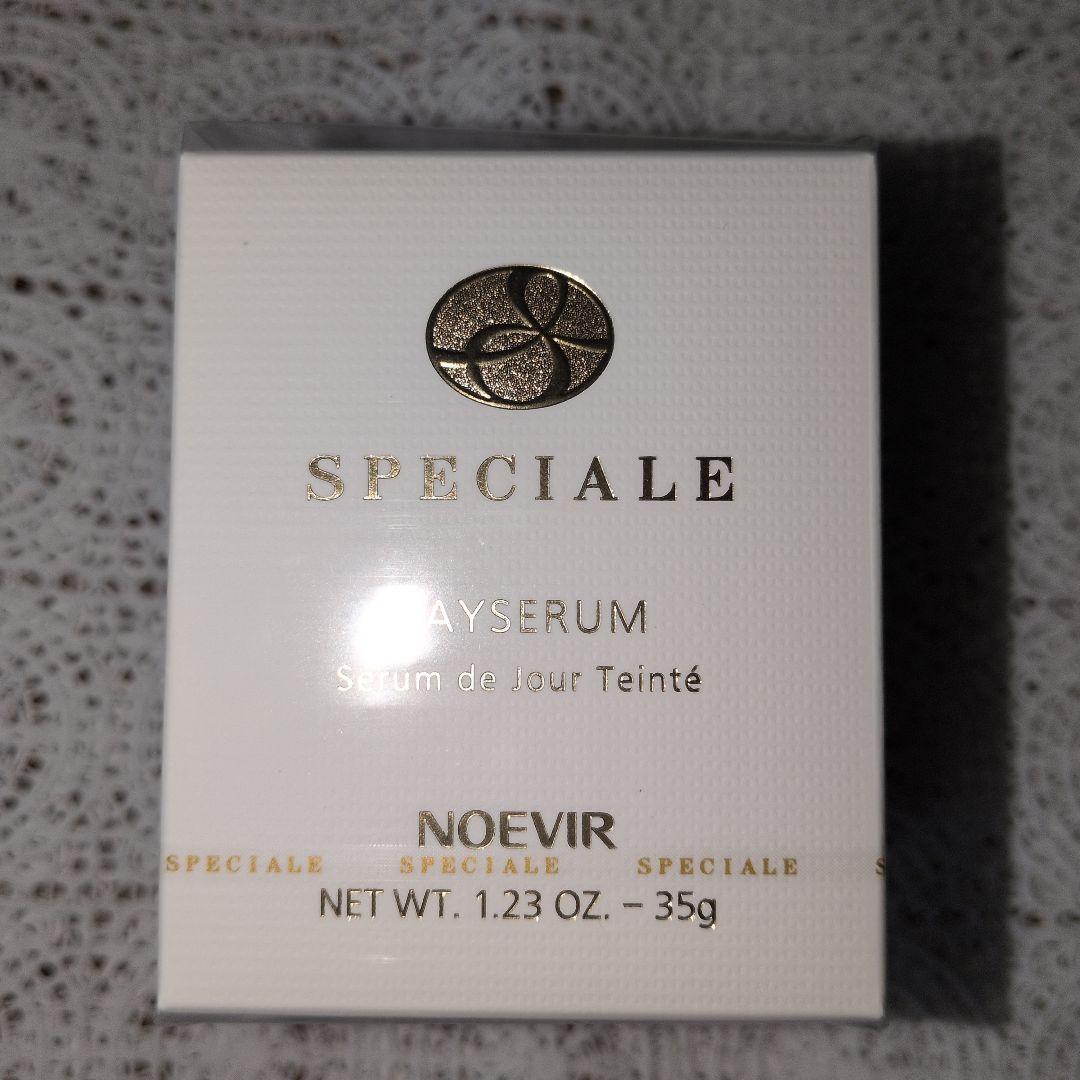 SPECIALE
AYSERUM
Serum de Jour Teinté
NOEVIR
SPECIALE SPECIALE SPECIALE S
NET WT. 1.23 OZ. – 35g